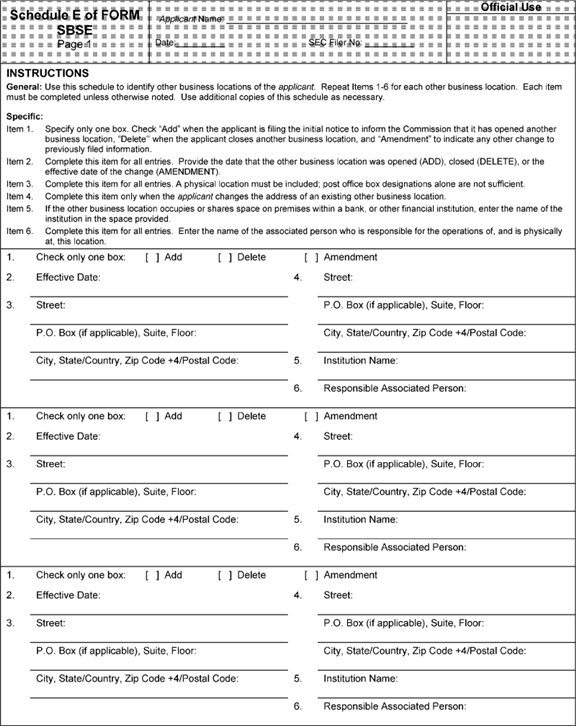 Schedule E of FORM
SBSE
Page 1
Applicant Name:
Date: SEC Filer No:
Official Use
INSTRUCTIONS
General: Use this schedule to identify other business locations of the applicant. Repeat Items 1-6 for each other business location. Each item
must be completed unless otherwise noted. Use additional copies of this schedule as necessary.
Specific:
Item 1. Specify only one box. Check "Add" when the applicant is filing the initial notice to inform the Commission that it has opened another
business location, "Delete" when the applicant closes another business location, and "Amendment" to indicate any other change to
previously filed information.
Item 2. Complete this item for all entries. Provide the date that the other business location was opened (ADD), closed (DELETE), or the
effective date of the change (AMENDMENT).
Item 3. Complete this item for all entries. A physical location must be included; post office box designations alone are not sufficient.
Item 4. Complete this item only when the applicant changes the address of an existing other business location.
Item 5. If the other business location occupies or shares space on premises within a bank, or other financial institution, enter the name of the
institution in the space provided.
Item 6. Complete this item for all entries. Enter the name of the associated person who is responsible for the operations of, and is physically
at, this location.
1. Check only one box: [ ] Add [ ] Delete [ ] Amendment
2. Effective Date: 4. Street:
3. Street: P.O. Box (if applicable), Suite, Floor:
P.O. Box (if applicable), Suite, Floor: City, State/Country, Zip Code +4/Postal Code:
City, State/Country, Zip Code +4/Postal Code: 5. Institution Name:
6. Responsible Associated Person:
1. Check only one box: [ ] Add [ ] Delete [ ] Amendment
2. Effective Date: 4. Street:
3. Street: P.O. Box (if applicable), Suite, Floor:
P.O. Box (if applicable), Suite, Floor: City, State/Country, Zip Code +4/Postal Code:
City, State/Country, Zip Code +4/Postal Code: 5. Institution Name:
6. Responsible Associated Person:
1. Check only one box: [ ] Add [ ] Delete [ ] Amendment
2. Effective Date: 4. Street:
3. Street: P.O. Box (if applicable), Suite, Floor:
P.O. Box (if applicable), Suite, Floor: City, State/Country, Zip Code +4/Postal Code:
City, State/Country, Zip Code +4/Postal Code: 5. Institution Name:
6. Responsible Associated Person: